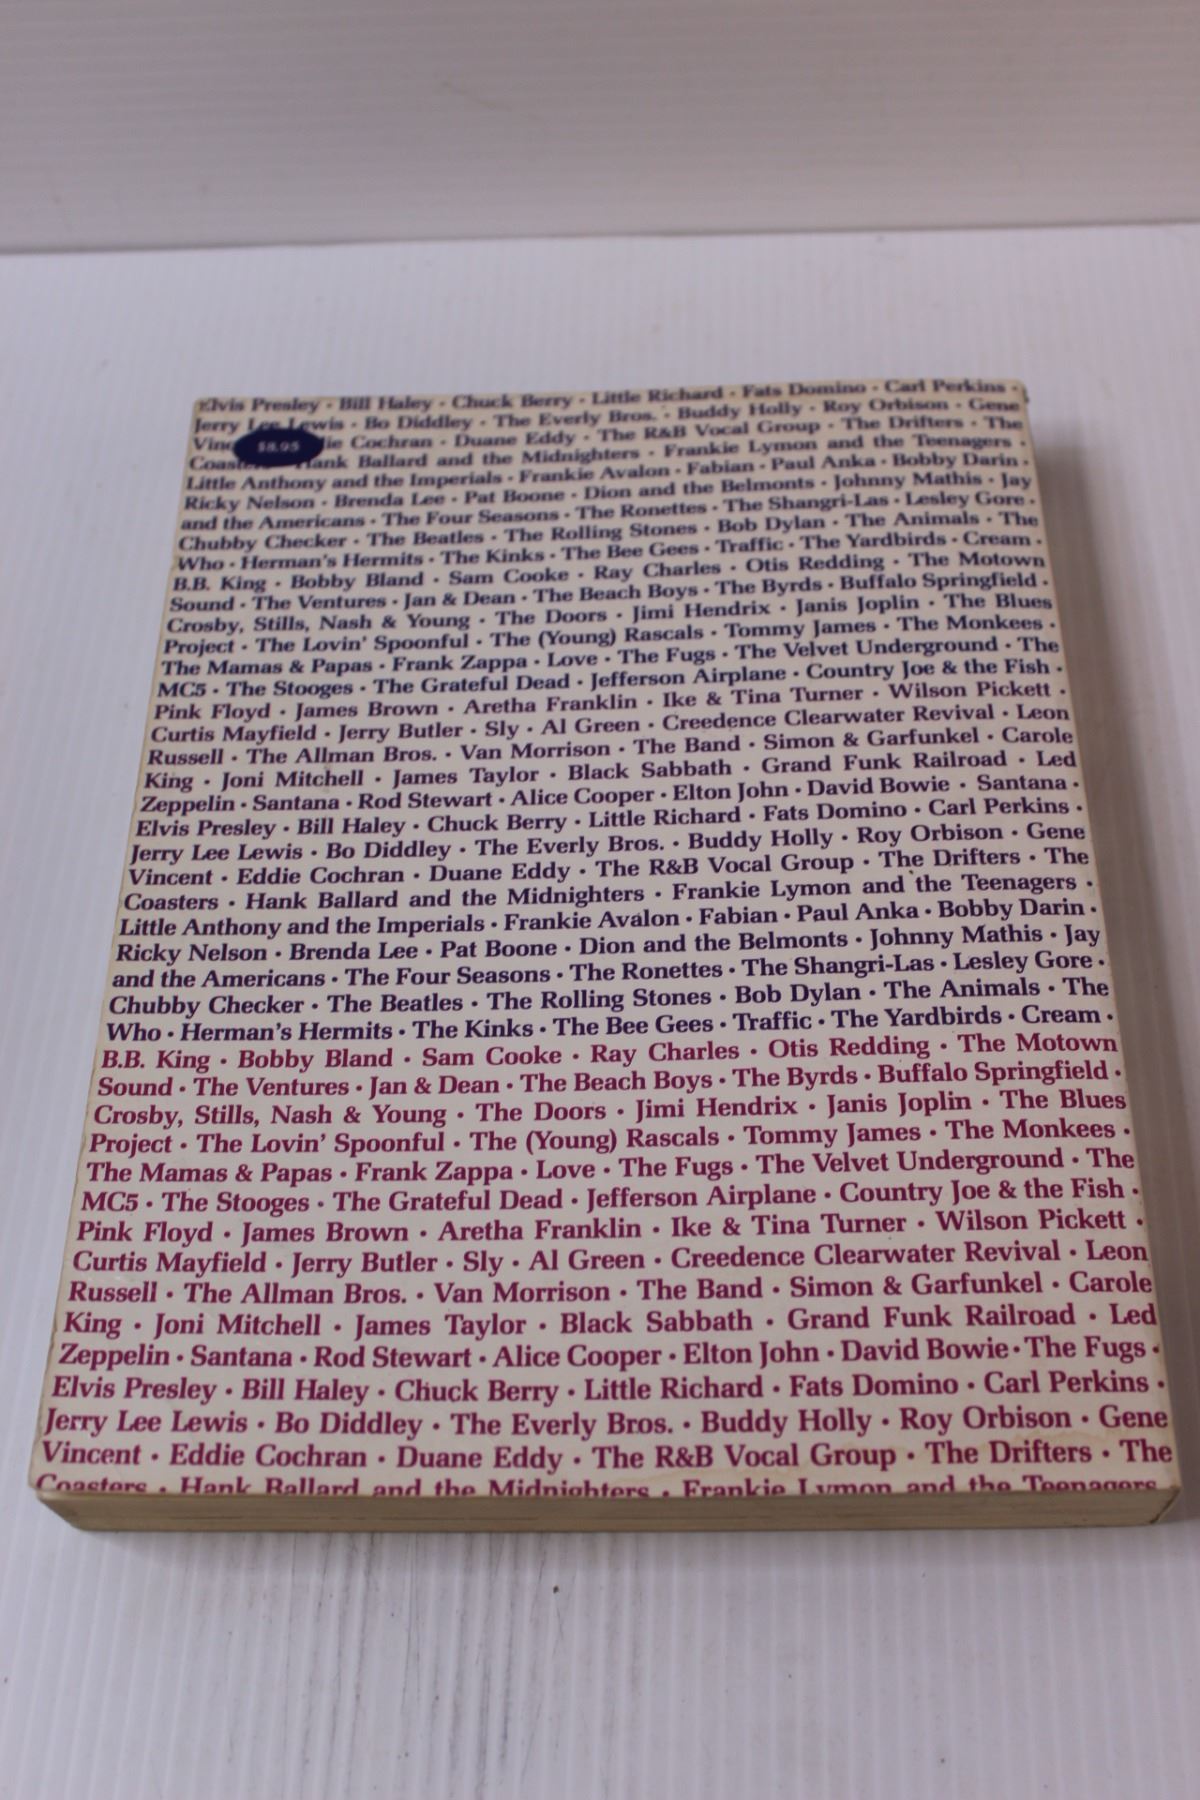 Elvis Presley · Bill Haley · Chuck Berry · Little Richard · Fats Domino · Carl Perkins ·
Jerry Lee Lewis · Bo Diddley · The Everly Bros. · Buddy Holly · Roy Orbison · Gene
$8.95 Cochran · Duane Eddy · The R&B Vocal Group · The Drifters · The
Hank Ballard and the Midnighters · Frankie Lymon and the Teenagers ·
Little Anthony and the Imperials · Frankie Avalon · Fabian · Paul Anka · Bobby Darin ·
Ricky Nelson · Brenda Lee · Pat Boone · Dion and the Belmonts · Johnny Mathis · Jay
and the Americans · The Four Seasons · The Ronettes · The Shangri-Las · Lesley Gore ·
Chubby Checker · The Beatles · The Rolling Stones · Bob Dylan · The Animals · The
Who · Herman's Hermits · The Kinks · The Bee Gees · Traffic · The Yardbirds · Cream ·
B.B. King · Bobby Bland · Sam Cooke · Ray Charles · Otis Redding · The Motown
Sound · The Ventures · Jan & Dean · The Beach Boys · The Byrds · Buffalo Springfield ·
Crosby, Stills, Nash & Young · The Doors · Jimi Hendrix · Janis Joplin · The Blues
Project · The Lovin' Spoonful · The (Young) Rascals · Tommy James · The Monkees ·
The Mamas & Papas · Frank Zappa · Love · The Fugs · The Velvet Underground · The
MC5 · The Stooges · The Grateful Dead · Jefferson Airplane · Country Joe & the Fish ·
Pink Floyd · James Brown · Aretha Franklin · Ike & Tina Turner · Wilson Pickett ·
Curtis Mayfield · Jerry Butler · Sly · Al Green · Creedence Clearwater Revival · Leon
Russell · The Allman Bros. · Van Morrison · The Band · Simon & Garfunkel · Carole
King · Joni Mitchell · James Taylor · Black Sabbath · Grand Funk Railroad · Led
Zeppelin · Santana · Rod Stewart · Alice Cooper · Elton John · David Bowie · Santana ·
Elvis Presley · Bill Haley · Chuck Berry · Little Richard · Fats Domino · Carl Perkins ·
Jerry Lee Lewis · Bo Diddley · The Everly Bros. · Buddy Holly · Roy Orbison · Gene
Vincent · Eddie Cochran · Duane Eddy · The R&B Vocal Group · The Drifters · The
Coasters · Hank Ballard and the Midnighters · Frankie Lymon and the Teenagers ·
Little Anthony and the Imperials · Frankie Avalon · Fabian · Paul Anka · Bobby Darin ·
Ricky Nelson · Brenda Lee · Pat Boone · Dion and the Belmonts · Johnny Mathis · Jay
and the Americans · The Four Seasons · The Ronettes · The Shangri-Las · Lesley Gore ·
Chubby Checker · The Beatles · The Rolling Stones · Bob Dylan · The Animals · The
Who · Herman's Hermits · The Kinks · The Bee Gees · Traffic · The Yardbirds · Cream ·
B.B. King · Bobby Bland · Sam Cooke · Ray Charles · Otis Redding · The Motown
Sound · The Ventures · Jan & Dean · The Beach Boys · The Byrds · Buffalo Springfield ·
Crosby, Stills, Nash & Young · The Doors · Jimi Hendrix · Janis Joplin · The Blues
Project · The Lovin' Spoonful · The (Young) Rascals · Tommy James · The Monkees ·
The Mamas & Papas · Frank Zappa · Love · The Fugs · The Velvet Underground · The
MC5 · The Stooges · The Grateful Dead · Jefferson Airplane · Country Joe & the Fish ·
Pink Floyd · James Brown · Aretha Franklin · Ike & Tina Turner · Wilson Pickett ·
Curtis Mayfield · Jerry Butler · Sly · Al Green · Creedence Clearwater Revival · Leon
Russell · The Allman Bros. · Van Morrison · The Band · Simon & Garfunkel · Carole
King · Joni Mitchell · James Taylor · Black Sabbath · Grand Funk Railroad · Led
Zeppelin · Santana · Rod Stewart · Alice Cooper · Elton John · David Bowie · The Fugs ·
Elvis Presley · Bill Haley · Chuck Berry · Little Richard · Fats Domino · Carl Perkins ·
Jerry Lee Lewis · Bo Diddley · The Everly Bros. · Buddy Holly · Roy Orbison · Gene
Vincent · Eddie Cochran · Duane Eddy · The R&B Vocal Group · The Drifters · The
Coasters · Hank Ballard and the Midnighters · Frankie Lymon and the Teenagers